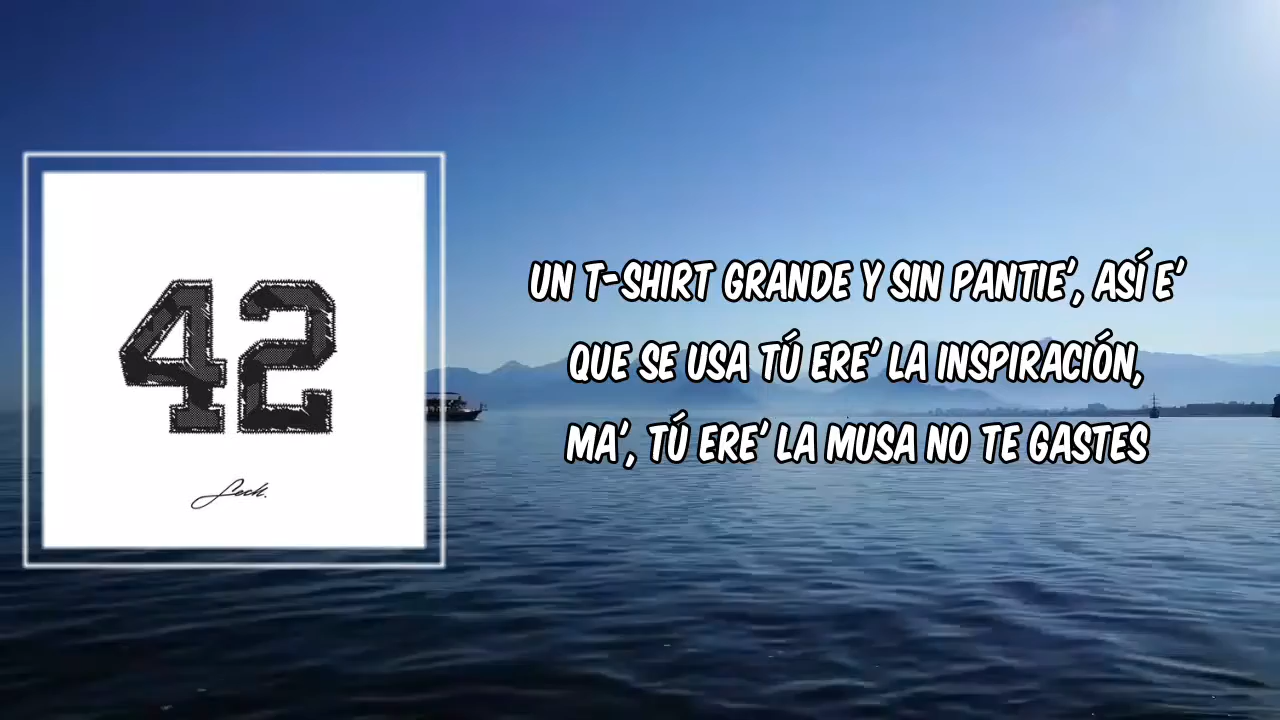 42
UN T-SHIRT GRANDE Y SIN PANTIE', ASÍ E'
QUE SE USA TÚ ERE' LA INSPIRACIÓN,
MA', TÚ ERE' LA MUSA NO TE GASTES